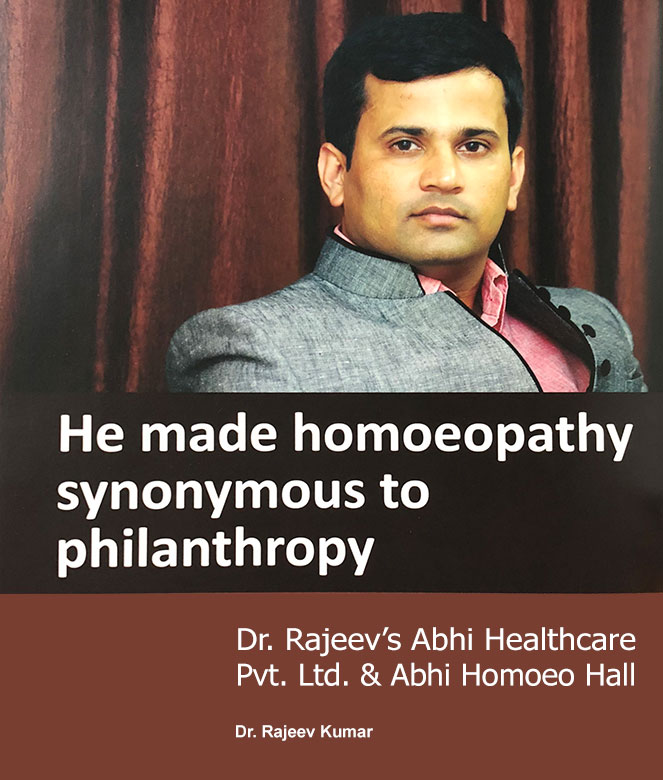 He made homoeopathy
synonymous to
philanthropy
Dr. Rajeev’s Abhi Healthcare
Pvt. Ltd. & Abhi Homoeo Hall
Dr. Rajeev Kumar